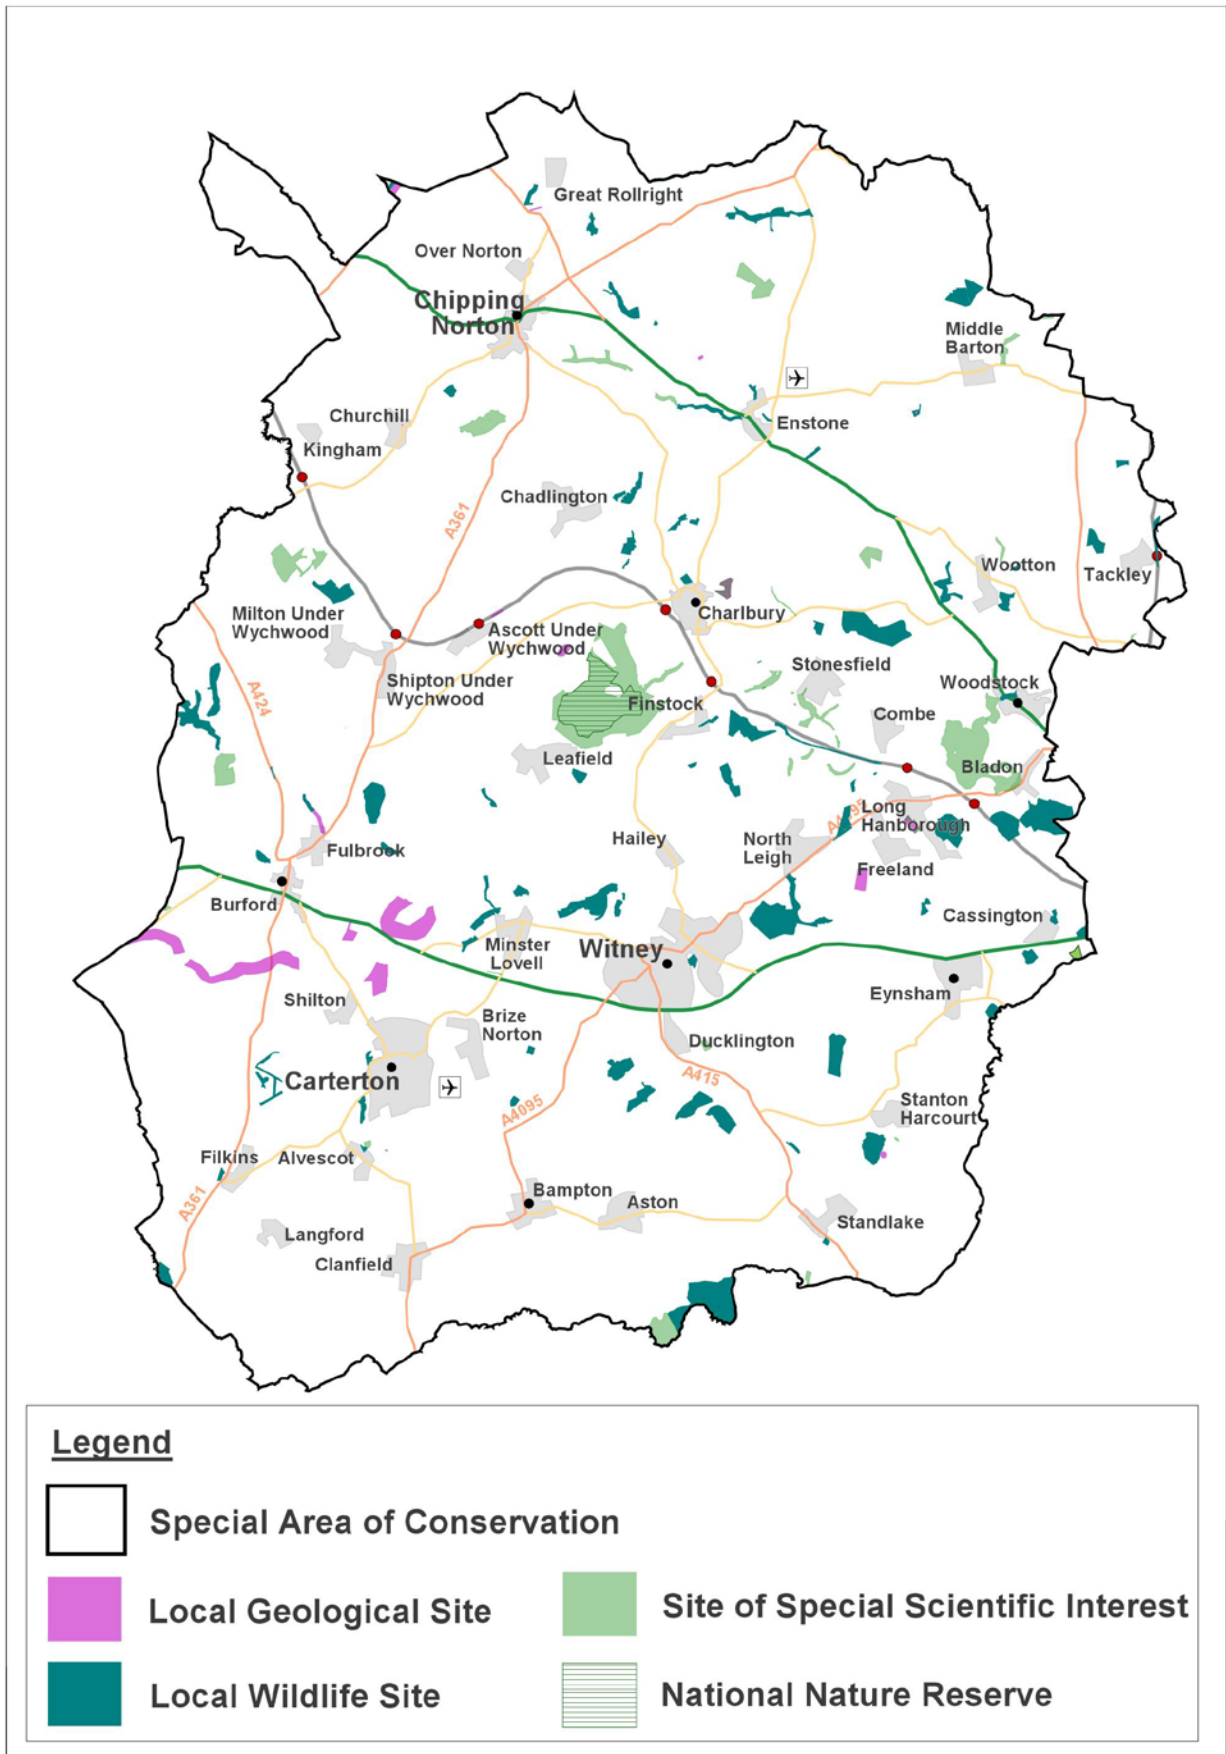 Great Rollright
Over Norton
Chipping
Norton
Middle
Barton
Churchill
Enstone
Kingham
Chadlington
A361
Wootton
Tackley
Milton Under
Wychwood
Charlbury
Ascott Under
Wychwood
Stonesfield
Shipton Under
Wychwood
Woodstock
A424
Finstock
Combe
Leafield
Bladon
A4095
Long
Hanborough
Hailey
North
Leigh
Fulbrook
Freeland
Burford
Cassington
Minster
Lovell
Witney
Eynsham
Shilton
Brize
Norton
Ducklington
Carterton
A415
A4095
Stanton
Harcourt
Filkins
Alvescot
A361
Bampton
Aston
Standlake
Langford
Clanfield
Legend
Special Area of Conservation
Local Geological Site
Site of Special Scientific Interest
Local Wildlife Site
National Nature Reserve